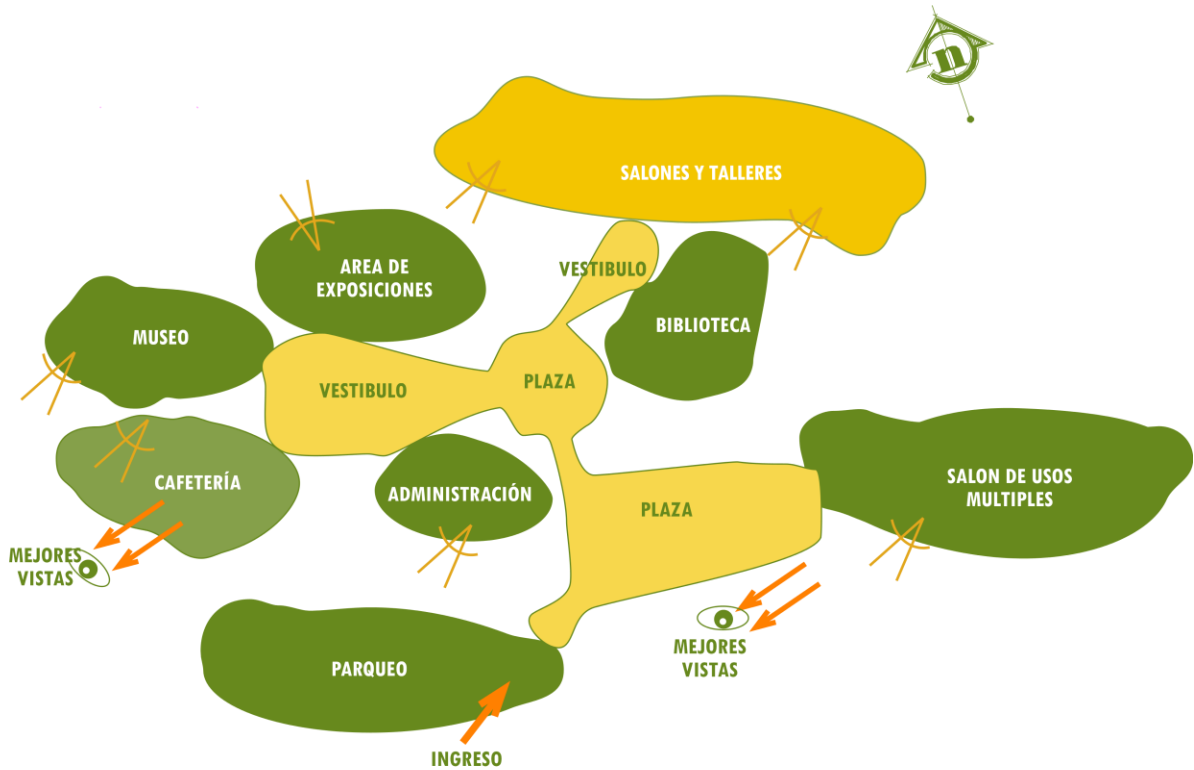 n
SALONES Y TALLERES
AREA DE
EXPOSICIONES
VESTIBULO
MUSEO
BIBLIOTECA
VESTIBULO
PLAZA
CAFETERÍA
ADMINISTRACIÓN
PLAZA
SALON DE USOS
MULTIPLES
MEJORES
VISTAS
MEJORES
VISTAS
PARQUEO
INGRESO